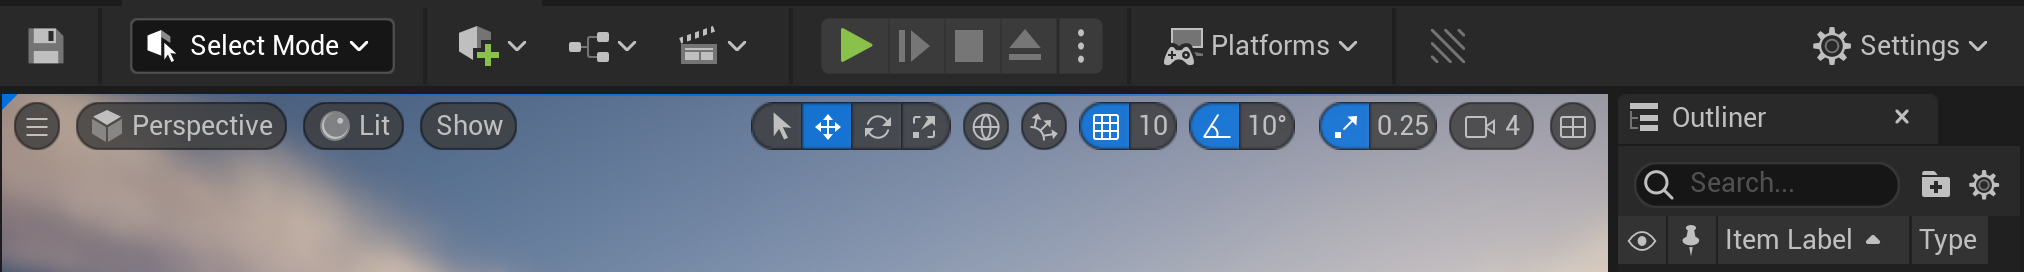 Select Mode Platforms Settings
Perspective Lit Show 10 10° 0.25 4
Outliner
Search...
Item Label Type